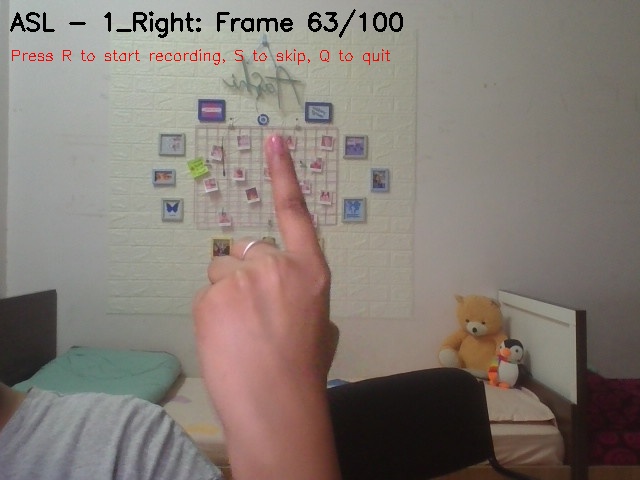 ASL - 1_Right: Frame 63/100
Press R to start recording, S to skip, Q to quit